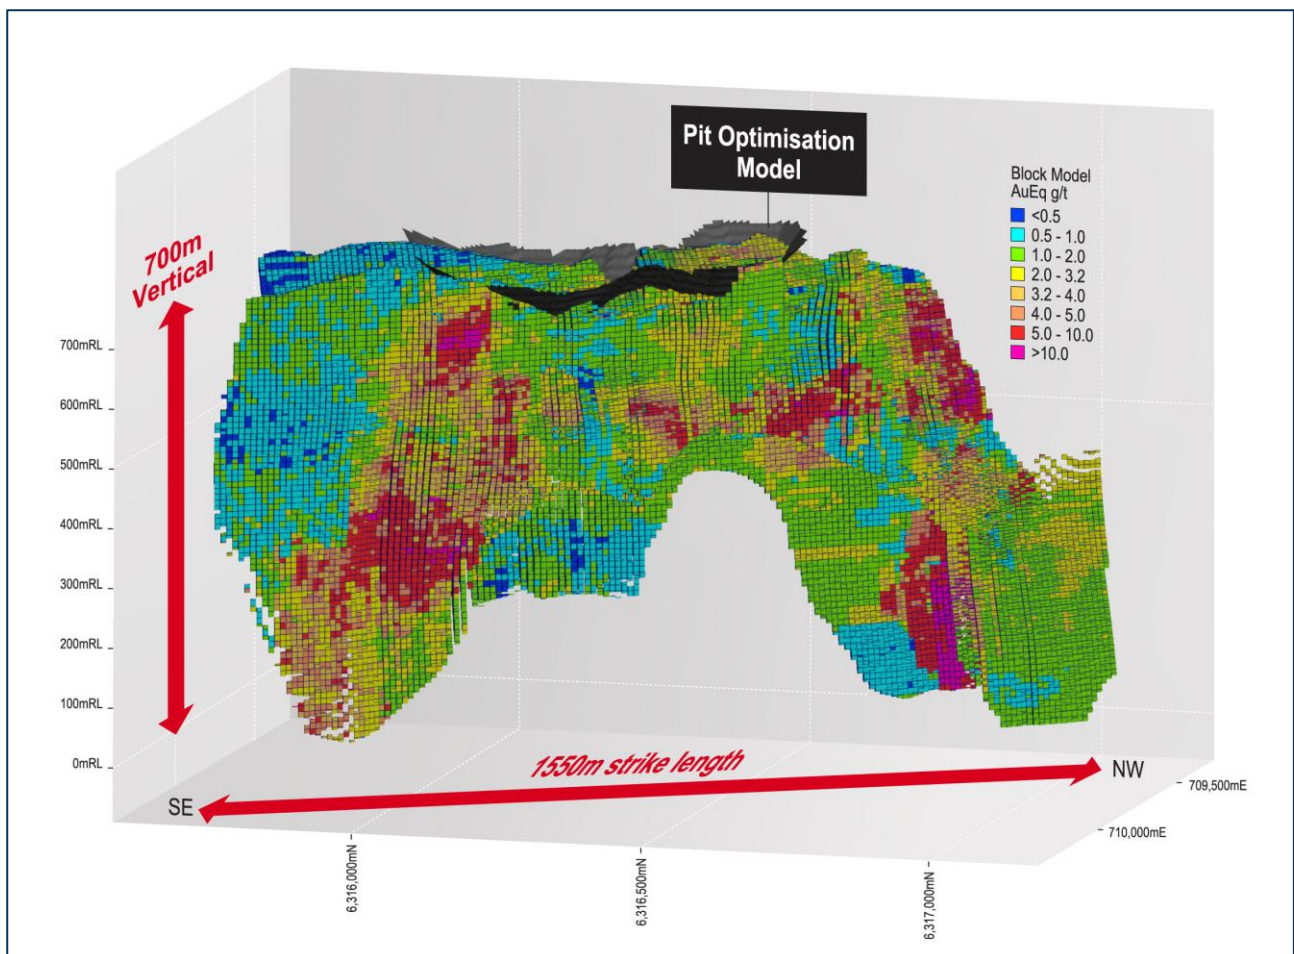 Pit Optimisation
Model
Block Model
AuEq g/t
<0.5
0.5 - 1.0
1.0 - 2.0
2.0 - 3.2
3.2 - 4.0
4.0 - 5.0
5.0 - 10.0
>10.0
700m
Vertical
700mRL
600mRL
500mRL
400mRL
300mRL
200mRL
100mRL
0mRL
1550m strike length
SE
NW
709,500mE
710,000mE
6,316,000mN
6,316,500mN
6,317,000mN